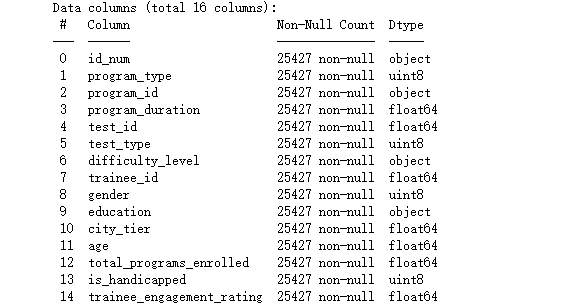 Data columns (total 16 columns):
 #   Column                     Non-Null Count  Dtype
---  ------                     --------------  -----
 0   id_num                     25427 non-null  object
 1   program_type               25427 non-null  uint8
 2   program_id                 25427 non-null  object
 3   program_duration           25427 non-null  float64
 4   test_id                    25427 non-null  float64
 5   test_type                  25427 non-null  uint8
 6   difficulty_level           25427 non-null  object
 7   trainee_id                 25427 non-null  float64
 8   gender                     25427 non-null  uint8
 9   education                  25427 non-null  object
 10  city_tier                  25427 non-null  float64
 11  age                        25427 non-null  float64
 12  total_programs_enrolled    25427 non-null  float64
 13  is_handicapped             25427 non-null  uint8
 14  trainee_engagement_rating  25427 non-null  float64